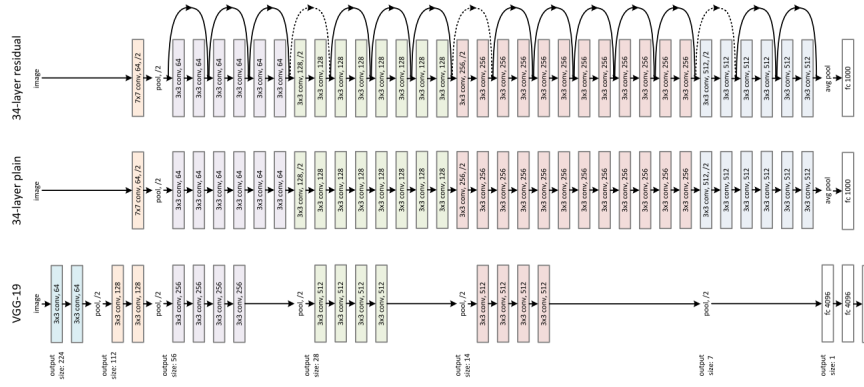 34-layer residual
image
7x7 conv, 64, /2
pool, /2
3x3 conv, 64
3x3 conv, 64
3x3 conv, 64
3x3 conv, 64
3x3 conv, 64
3x3 conv, 64
3x3 conv, 128, /2
3x3 conv, 128
3x3 conv, 128
3x3 conv, 128
3x3 conv, 128
3x3 conv, 128
3x3 conv, 128
3x3 conv, 128
3x3 conv, 256, /2
3x3 conv, 256
3x3 conv, 256
3x3 conv, 256
3x3 conv, 256
3x3 conv, 256
3x3 conv, 256
3x3 conv, 256
3x3 conv, 256
3x3 conv, 256
3x3 conv, 256
3x3 conv, 256
3x3 conv, 512, /2
3x3 conv, 512
3x3 conv, 512
3x3 conv, 512
3x3 conv, 512
3x3 conv, 512
avg pool
fc 1000
34-layer plain
image
7x7 conv, 64, /2
pool, /2
3x3 conv, 64
3x3 conv, 64
3x3 conv, 64
3x3 conv, 64
3x3 conv, 64
3x3 conv, 64
3x3 conv, 128, /2
3x3 conv, 128
3x3 conv, 128
3x3 conv, 128
3x3 conv, 128
3x3 conv, 128
3x3 conv, 128
3x3 conv, 128
3x3 conv, 256, /2
3x3 conv, 256
3x3 conv, 256
3x3 conv, 256
3x3 conv, 256
3x3 conv, 256
3x3 conv, 256
3x3 conv, 256
3x3 conv, 256
3x3 conv, 256
3x3 conv, 256
3x3 conv, 256
3x3 conv, 512, /2
3x3 conv, 512
3x3 conv, 512
3x3 conv, 512
3x3 conv, 512
3x3 conv, 512
avg pool
fc 1000
VGG-19
image
3x3 conv, 64
3x3 conv, 64
pool, /2
3x3 conv, 128
3x3 conv, 128
pool, /2
3x3 conv, 256
3x3 conv, 256
3x3 conv, 256
3x3 conv, 256
pool, /2
3x3 conv, 512
3x3 conv, 512
3x3 conv, 512
3x3 conv, 512
pool, /2
3x3 conv, 512
3x3 conv, 512
3x3 conv, 512
3x3 conv, 512
pool, /2
fc 4096
fc 4096
output
size: 224
output
size: 112
output
size: 56
output
size: 28
output
size: 14
output
size: 7
output
size: 1